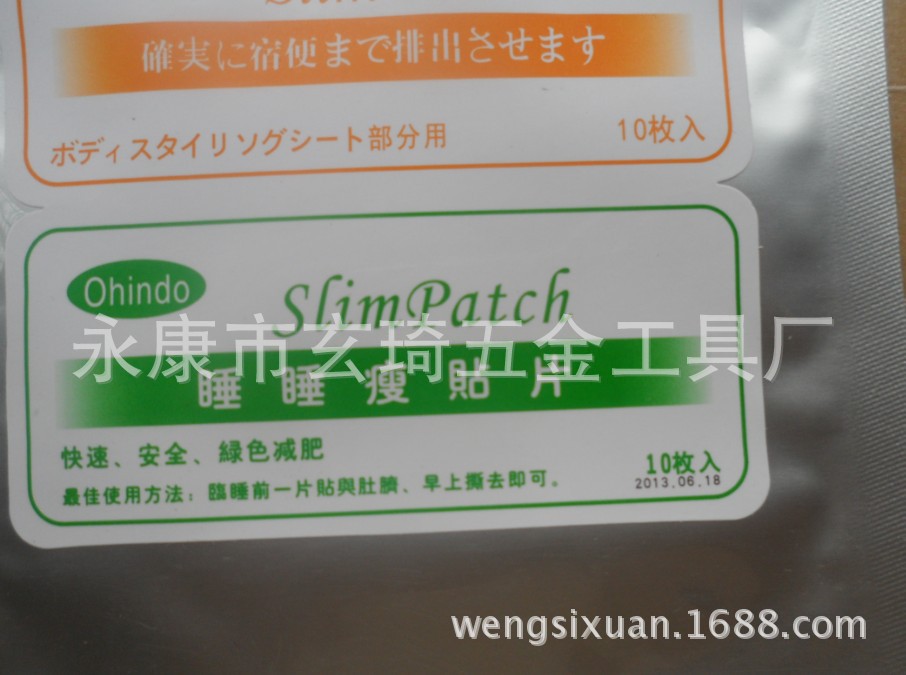 確実に宿便まで排出させます
ボディスタイリソグシート部分用
10枚入
Ohindo
SlimPatch
永康市玄琦五金工具厂
睡睡瘦貼片
快速、安全、緑色减肥
10枚入
最佳使用方法：臨睡前一片貼與肚臍、早上撕去即可。
2013.06.18
wengsixuan.1688.com